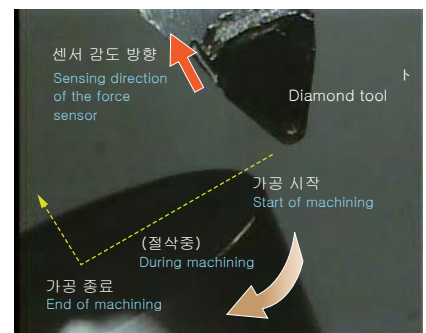 센서 감도 방향
Sensing direction
of the force
sensor
ㅏ
Diamond tool
가공 시작
Start of machining
(절삭중)
During machining
가공 종료
End of machining